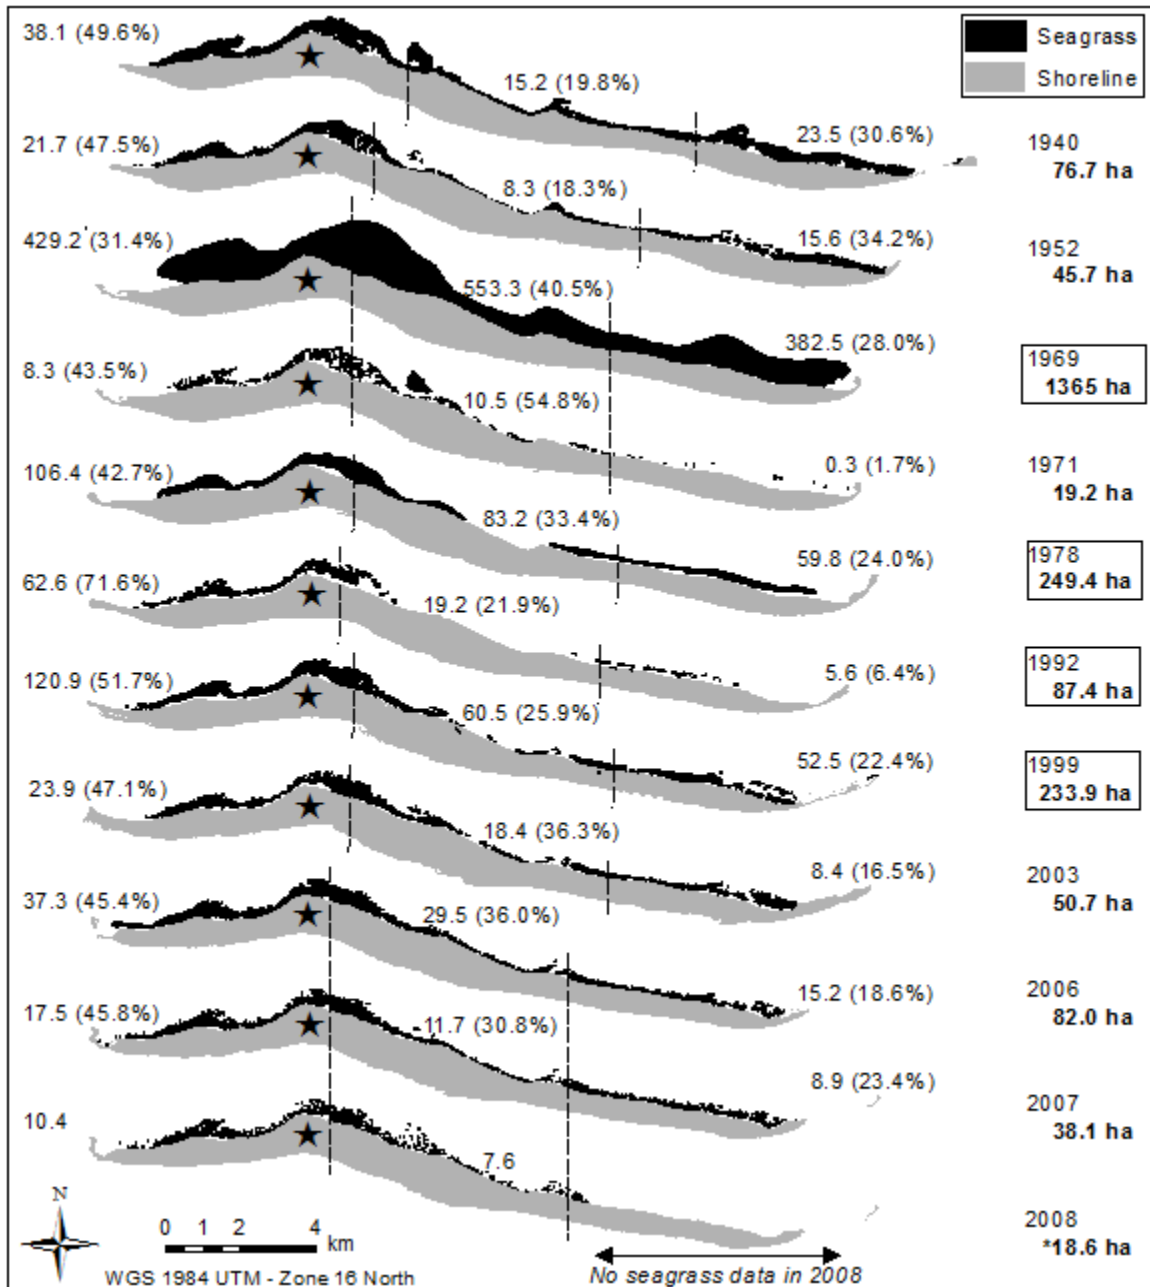 38.1 (49.6%)
Seagrass
Shoreline
15.2 (19.8%)
23.5 (30.6%)
1940
76.7 ha
21.7 (47.5%)
8.3 (18.3%)
15.6 (34.2%)
1952
45.7 ha
429.2 (31.4%)
553.3 (40.5%)
382.5 (28.0%)
1969
1365 ha
8.3 (43.5%)
10.5 (54.8%)
0.3 (1.7%)
1971
19.2 ha
106.4 (42.7%)
83.2 (33.4%)
59.8 (24.0%)
1978
249.4 ha
62.6 (71.6%)
19.2 (21.9%)
5.6 (6.4%)
1992
87.4 ha
120.9 (51.7%)
60.5 (25.9%)
52.5 (22.4%)
1999
233.9 ha
23.9 (47.1%)
18.4 (36.3%)
8.4 (16.5%)
2003
50.7 ha
37.3 (45.4%)
29.5 (36.0%)
15.2 (18.6%)
2006
82.0 ha
17.5 (45.8%)
11.7 (30.8%)
8.9 (23.4%)
2007
38.1 ha
10.4
7.6
2008
*18.6 ha
N
0 1 2 4
km
WGS 1984 UTM - Zone 16 North
No seagrass data in 2008